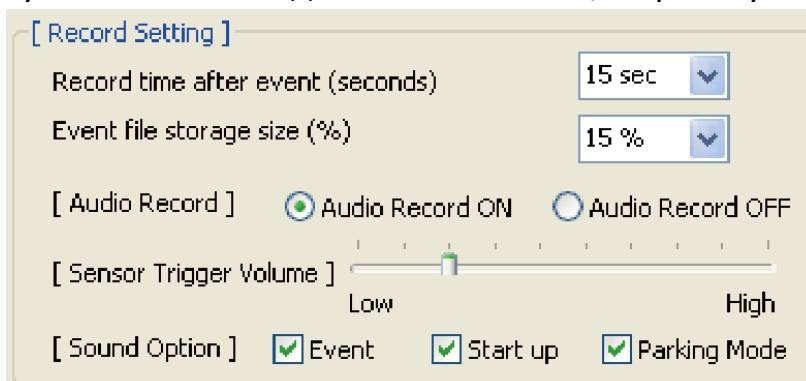 [ Record Setting ]
Record time after event (seconds) 15 sec
Event file storage size (%) 15 %
[ Audio Record ] Audio Record ON Audio Record OFF
[ Sensor Trigger Volume ]
Low High
[ Sound Option ] Event Start up Parking Mode